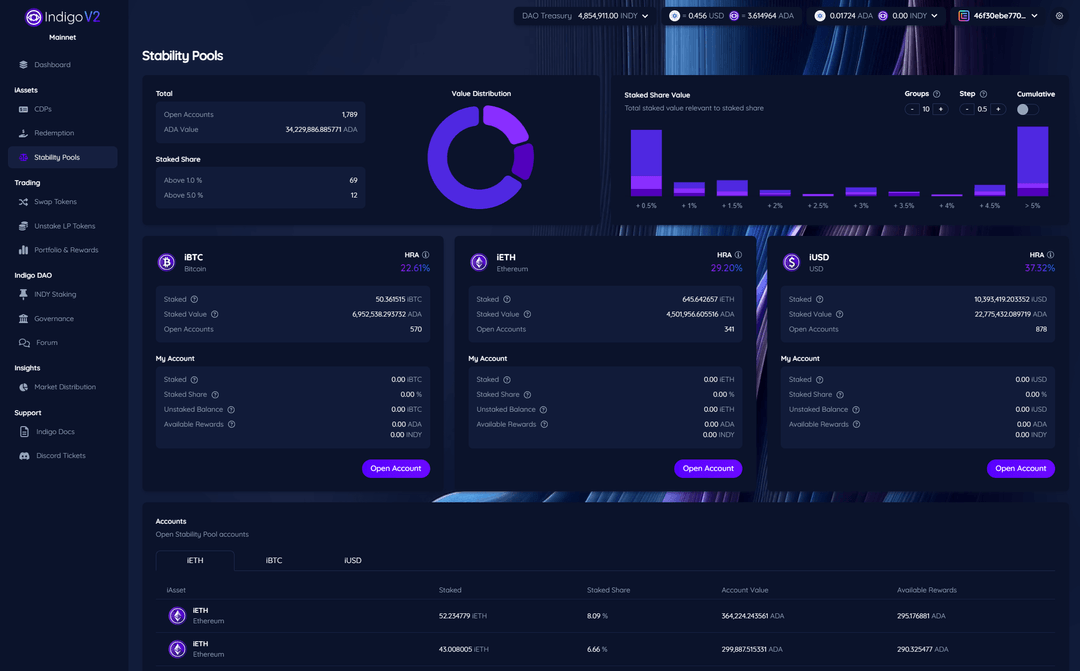 Indigo V2
Mainnet
DAO Treasury 4,854,911.00 INDY
= 0.456 USD = 3.614964 ADA
0.01724 ADA 0.00 INDY
46f30ebe770...
Dashboard
iAssets
CDPs
Redemption
Stability Pools
Trading
Swap Tokens
Unstake LP Tokens
Portfolio & Rewards
Indigo DAO
INDY Staking
Governance
Forum
Insights
Market Distribution
Support
Indigo Docs
Discord Tickets
Stability Pools
Total
Open Accounts 1,789
ADA Value 34,229,886.885771 ADA
Staked Share
Above 1.0 % 69
Above 5.0 % 12
Value Distribution
Staked Share Value
Total staked value relevant to staked share
Groups Step Cumulative
- 10 + - 0.5 +
+ 0.5% + 1% + 1.5% + 2% + 2.5% + 3% + 3.5% + 4% + 4.5% > 5%
iBTC
Bitcoin
HRA
22.61%
Staked 50.361515 iBTC
Staked Value 6,952,538.293732 ADA
Open Accounts 570
My Account
Staked 0.00 iBTC
Staked Share 0.00 %
Unstaked Balance 0.00 iBTC
Available Rewards 0.00 ADA
0.00 INDY
Open Account
iETH
Ethereum
HRA
29.20%
Staked 645.642657 iETH
Staked Value 4,501,956.605516 ADA
Open Accounts 341
My Account
Staked 0.00 iETH
Staked Share 0.00 %
Unstaked Balance 0.00 iETH
Available Rewards 0.00 ADA
0.00 INDY
Open Account
iUSD
USD
HRA
37.32%
Staked 10,393,419.203352 iUSD
Staked Value 22,775,432.089719 ADA
Open Accounts 878
My Account
Staked 0.00 iUSD
Staked Share 0.00 %
Unstaked Balance 0.00 iUSD
Available Rewards 0.00 ADA
0.00 INDY
Open Account
Accounts
Open Stability Pool accounts
iETH iBTC iUSD
iAsset Staked Staked Share Account Value Available Rewards
iETH
Ethereum
52.234779 iETH 8.09 % 364,224.243561 ADA 295.176881 ADA
iETH
Ethereum
43.008005 iETH 6.66 % 299,887.515331 ADA 290.325477 ADA